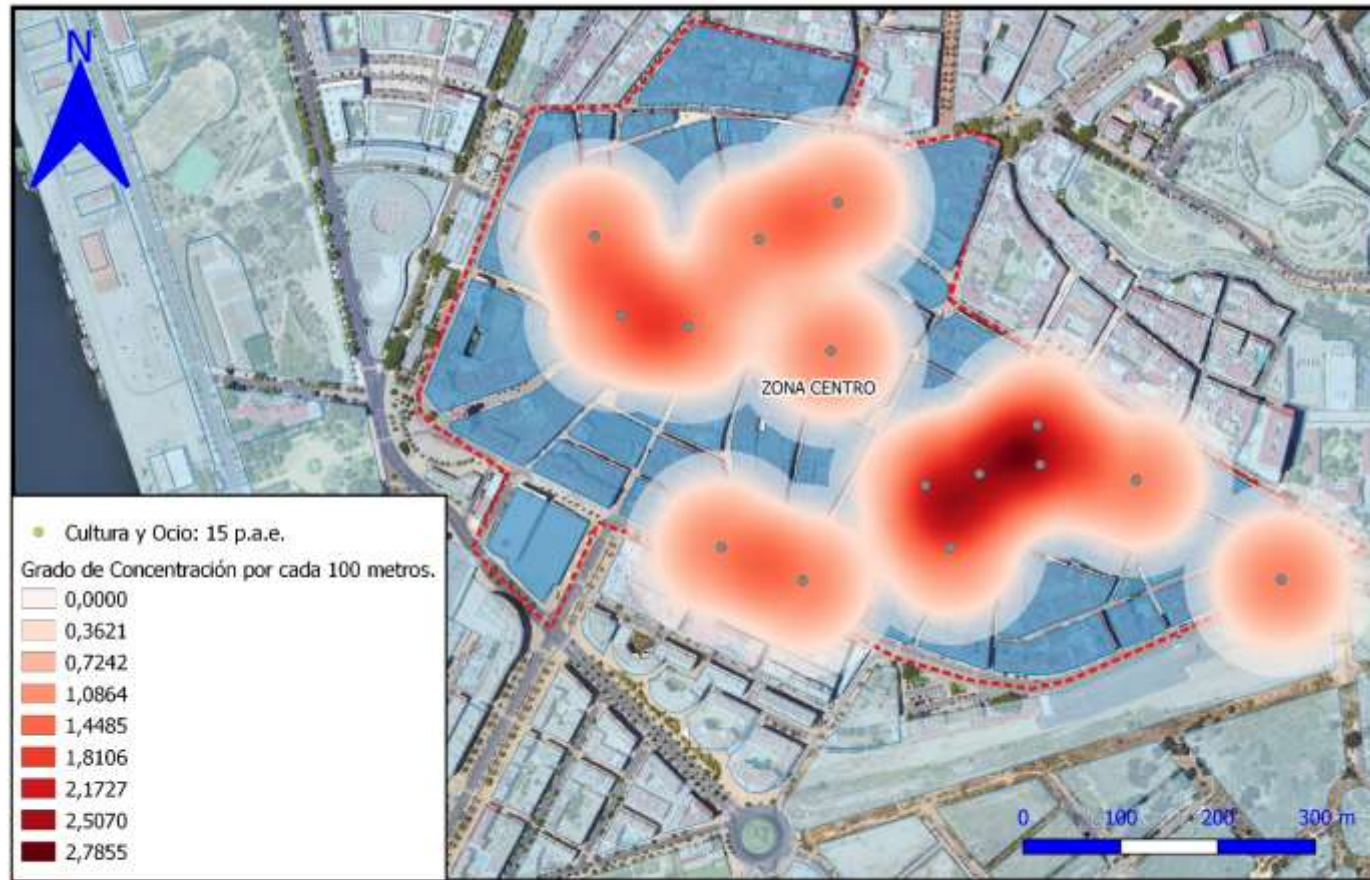 N
ZONA CENTRO
Cultura y Ocio: 15 p.a.e.
Grado de Concentración por cada 100 metros.
0,0000
0,3621
0,7242
1,0864
1,4485
1,8106
2,1727
2,5070
2,7855
0 100 200 300 m